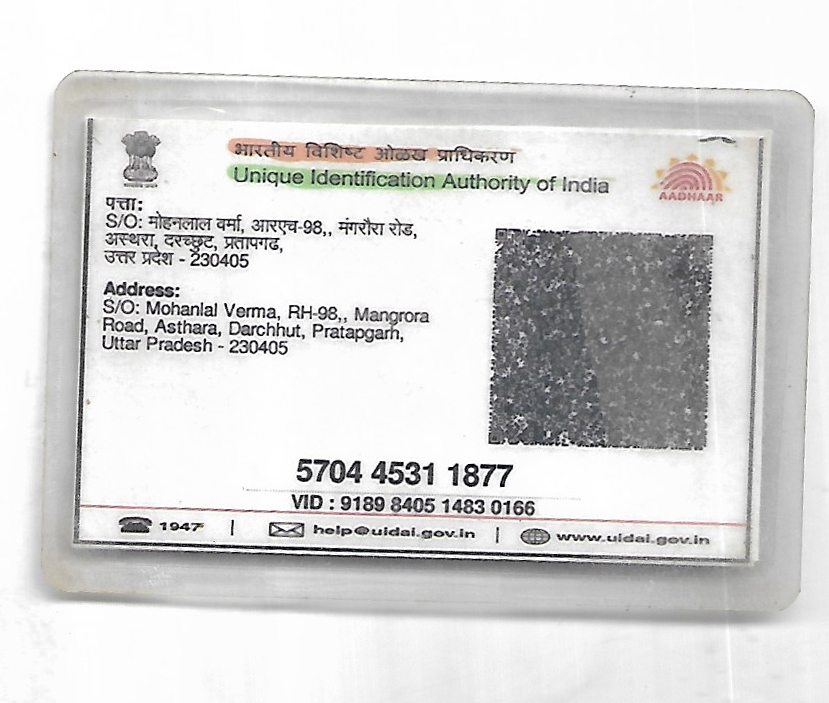 भारतीय विशिष्ट ओळख प्राधिकरण
Unique Identification Authority of India
AADHAAR
पत्ता:
S/O: मोहनलाल वर्मा, आरएच-98,, मंगरौरा रोड,
अस्थरा, दरच्छुट, प्रतापगढ,
उत्तर प्रदेश - 230405
Address:
S/O: Mohanlal Verma, RH-98,, Mangrora
Road, Asthara, Darchhut, Pratapgarh,
Uttar Pradesh - 230405
5704 4531 1877
VID : 9189 8405 1483 0166
1947 | help@uidai.gov.in | www.uidai.gov.in